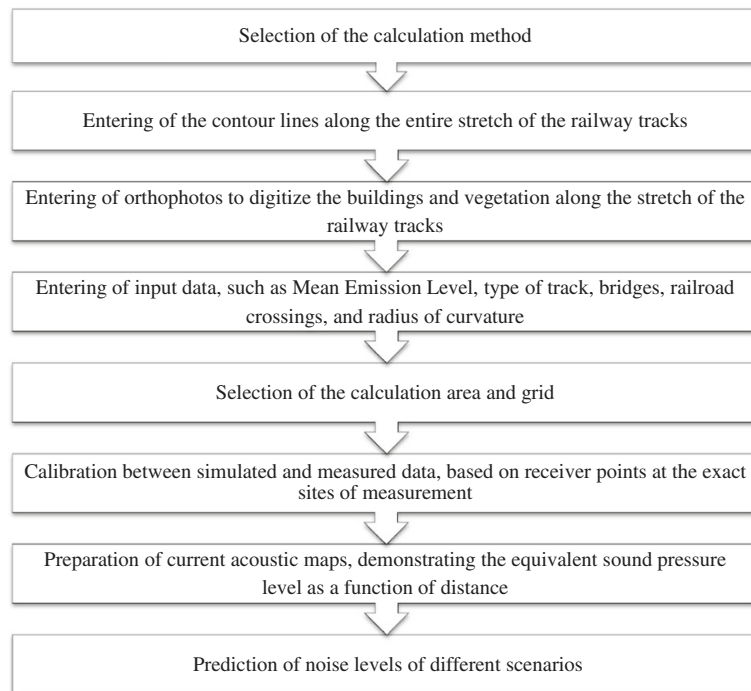 Selection of the calculation method
Entering of the contour lines along the entire stretch of the railway tracks
Entering of orthophotos to digitize the buildings and vegetation along the stretch of the
railway tracks
Entering of input data, such as Mean Emission Level, type of track, bridges, railroad
crossings, and radius of curvature
Selection of the calculation area and grid
Calibration between simulated and measured data, based on receiver points at the exact
sites of measurement
Preparation of current acoustic maps, demonstrating the equivalent sound pressure
level as a function of distance
Prediction of noise levels of different scenarios